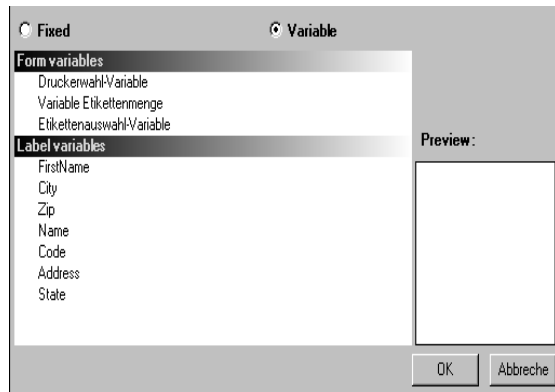 Fixed
Variable
Form variables
Druckerwahl-Variable
Variable Etikettenmenge
Etikettenauswahl-Variable
Label variables
FirstName
City
Zip
Name
Code
Address
State
Preview:
OK
Abbreche